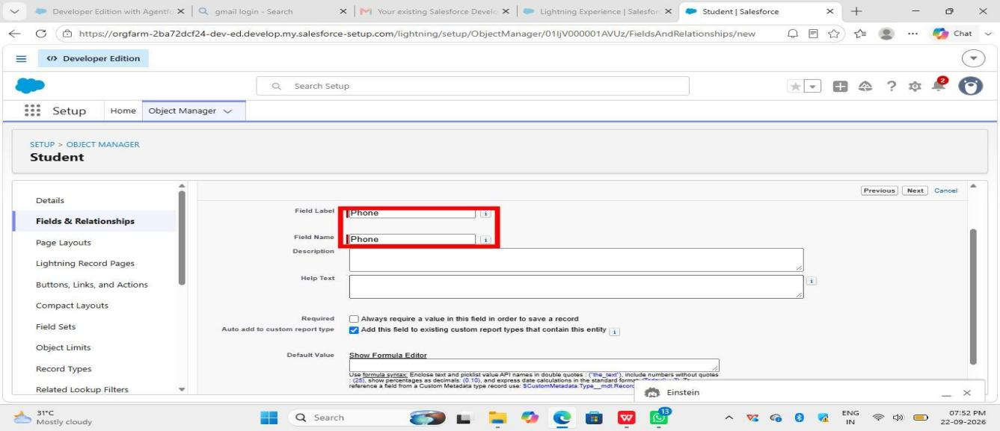 Developer Edition with Agentfo
gmail login - Search
Your existing Salesforce Develo
Lightning Experience | Salesfor
Student | Salesforce
https://orgfarm-2ba72dcf24-dev-ed.develop.my.salesforce-setup.com/lightning/setup/ObjectManager/01IjV000001AVUz/FieldsAndRelationships/new
Chat
Developer Edition
Search Setup
2
Setup
Home
Object Manager
SETUP > OBJECT MANAGER
Student
Details
Fields & Relationships
Page Layouts
Lightning Record Pages
Buttons, Links, and Actions
Compact Layouts
Field Sets
Object Limits
Record Types
Related Lookup Filters
Previous Next Cancel
Field Label Phone i
Field Name Phone i
Description
Help Text i
Required Always require a value in this field in order to save a record
Auto add to custom report type Add this field to existing custom report types that contain this entity i
Default Value Show Formula Editor
Use formula syntax: Enclose text and picklist value API names in double quotes : ("the_text"), include numbers without quotes
: (25), show percentages as decimals: (0.10), and express date calculations in the standard format:
reference a field from a Custom Metadata type record use: $CustomMetadata.Type__mdt.Recor
Einstein
31°C
Mostly cloudy
Search
13
ENG
IN
07:52 PM
22-09-2026